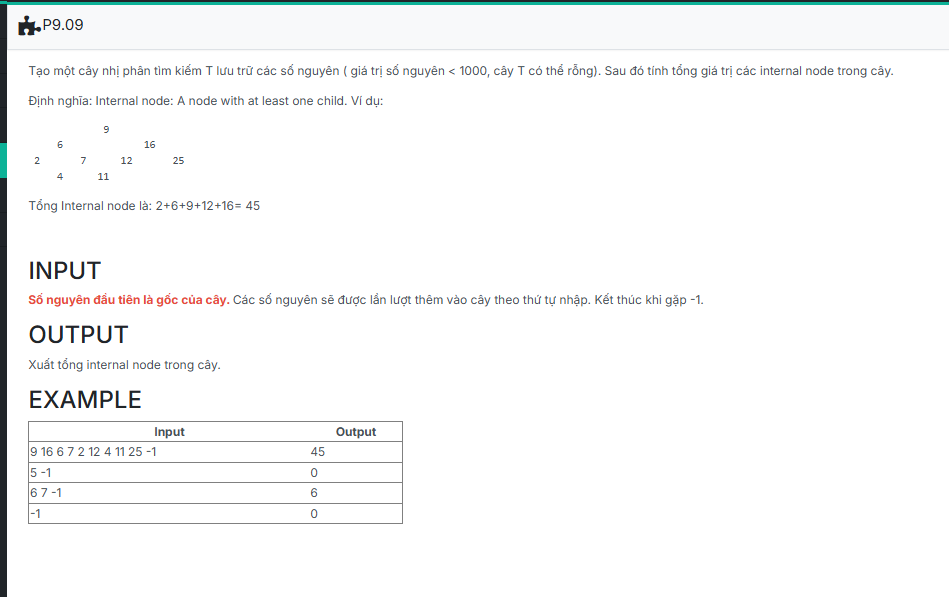 P9.09
Tạo một cây nhị phân tìm kiếm T lưu trữ các số nguyên ( giá trị số nguyên < 1000, cây T có thể rỗng). Sau đó tính tổng giá trị các internal node trong cây.
Định nghĩa: Internal node: A node with at least one child. Ví dụ:
9
6 16
2 7 12 25
4 11
Tổng Internal node là: 2+6+9+12+16= 45
INPUT
Số nguyên đầu tiên là gốc của cây. Các số nguyên sẽ được lần lượt thêm vào cây theo thứ tự nhập. Kết thúc khi gặp -1.
OUTPUT
Xuất tổng internal node trong cây.
EXAMPLE
Input Output
9 16 6 7 2 12 4 11 25 -1 45
5 -1 0
6 7 -1 6
-1 0